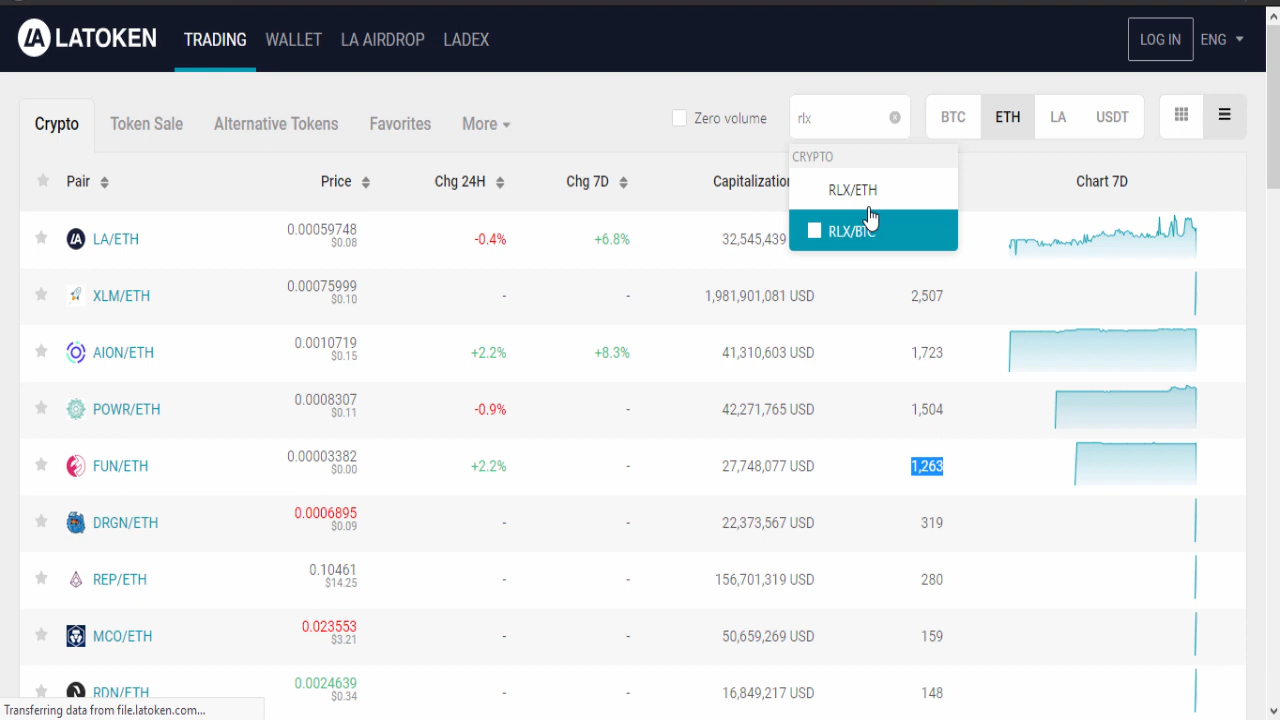 LATOKEN TRADING WALLET LA AIRDROP LADEX LOG IN ENG
Crypto Token Sale Alternative Tokens Favorites More Zero volume rlx BTC ETH LA USDT
CRYPTO
RLX/ETH
RLX/BTC
Pair Price Chg 24H Chg 7D Capitalization Chart 7D
LA/ETH 0.00059748 -0.4% +6.8% 32,545,439
$0.08
XLM/ETH 0.00075999 - - 1,981,901,081 USD 2,507
$0.10
AION/ETH 0.0010719 +2.2% +8.3% 41,310,603 USD 1,723
$0.15
POWR/ETH 0.0008307 -0.9% - 42,271,765 USD 1,504
$0.11
FUN/ETH 0.00003382 +2.2% - 27,748,077 USD 1,263
$0.00
DRGN/ETH 0.0006895 - - 22,373,567 USD 319
$0.09
REP/ETH 0.10461 - - 156,701,319 USD 280
$14.25
MCO/ETH 0.023553 - - 50,659,269 USD 159
$3.21
RDN/ETH 0.0024639 - - 16,849,217 USD 148
$0.34
Transferring data from file.latoken.com...